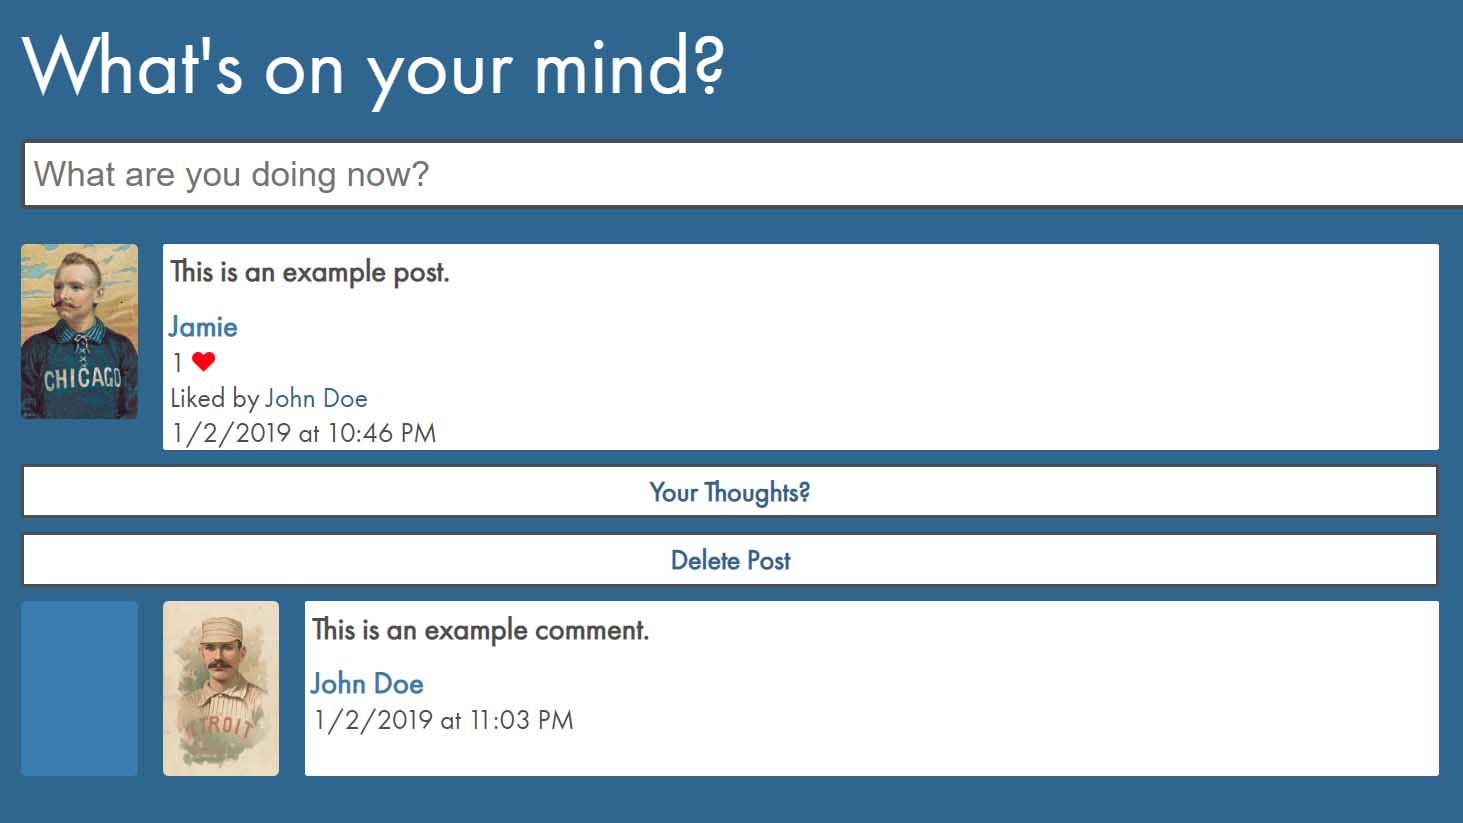 What's on your mind?
What are you doing now?
CHICAGO
This is an example post.
Jamie
1
Liked by John Doe
1/2/2019 at 10:46 PM
Your Thoughts?
Delete Post
DETROIT
This is an example comment.
John Doe
1/2/2019 at 11:03 PM